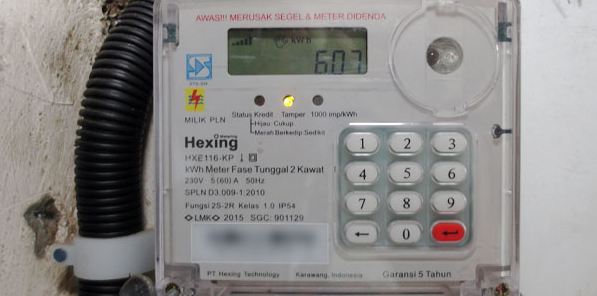 AWAS!!! MERUSAK SEGEL & METER DIDENDA
kWh
607
MILIK PLN
Status Kredit Tamper 1000 imp/kWh
Hijau: Cukup
Merah Berkedip:Sedikit
Hexing
Metering
HXE116-KP
kWh Meter Fase Tunggal 2 Kawat
230V 5(60)A 50Hz
SPLN D3.009-1:2010
Fungsi 2S-2R Kelas 1.0 IP54
LMK 2015 SGC: 901129
PT. Hexing Technology Karawang, Indonesia Garansi 5 Tahun
1 2 3
4 5 6
7 8 9
← 0 ↵